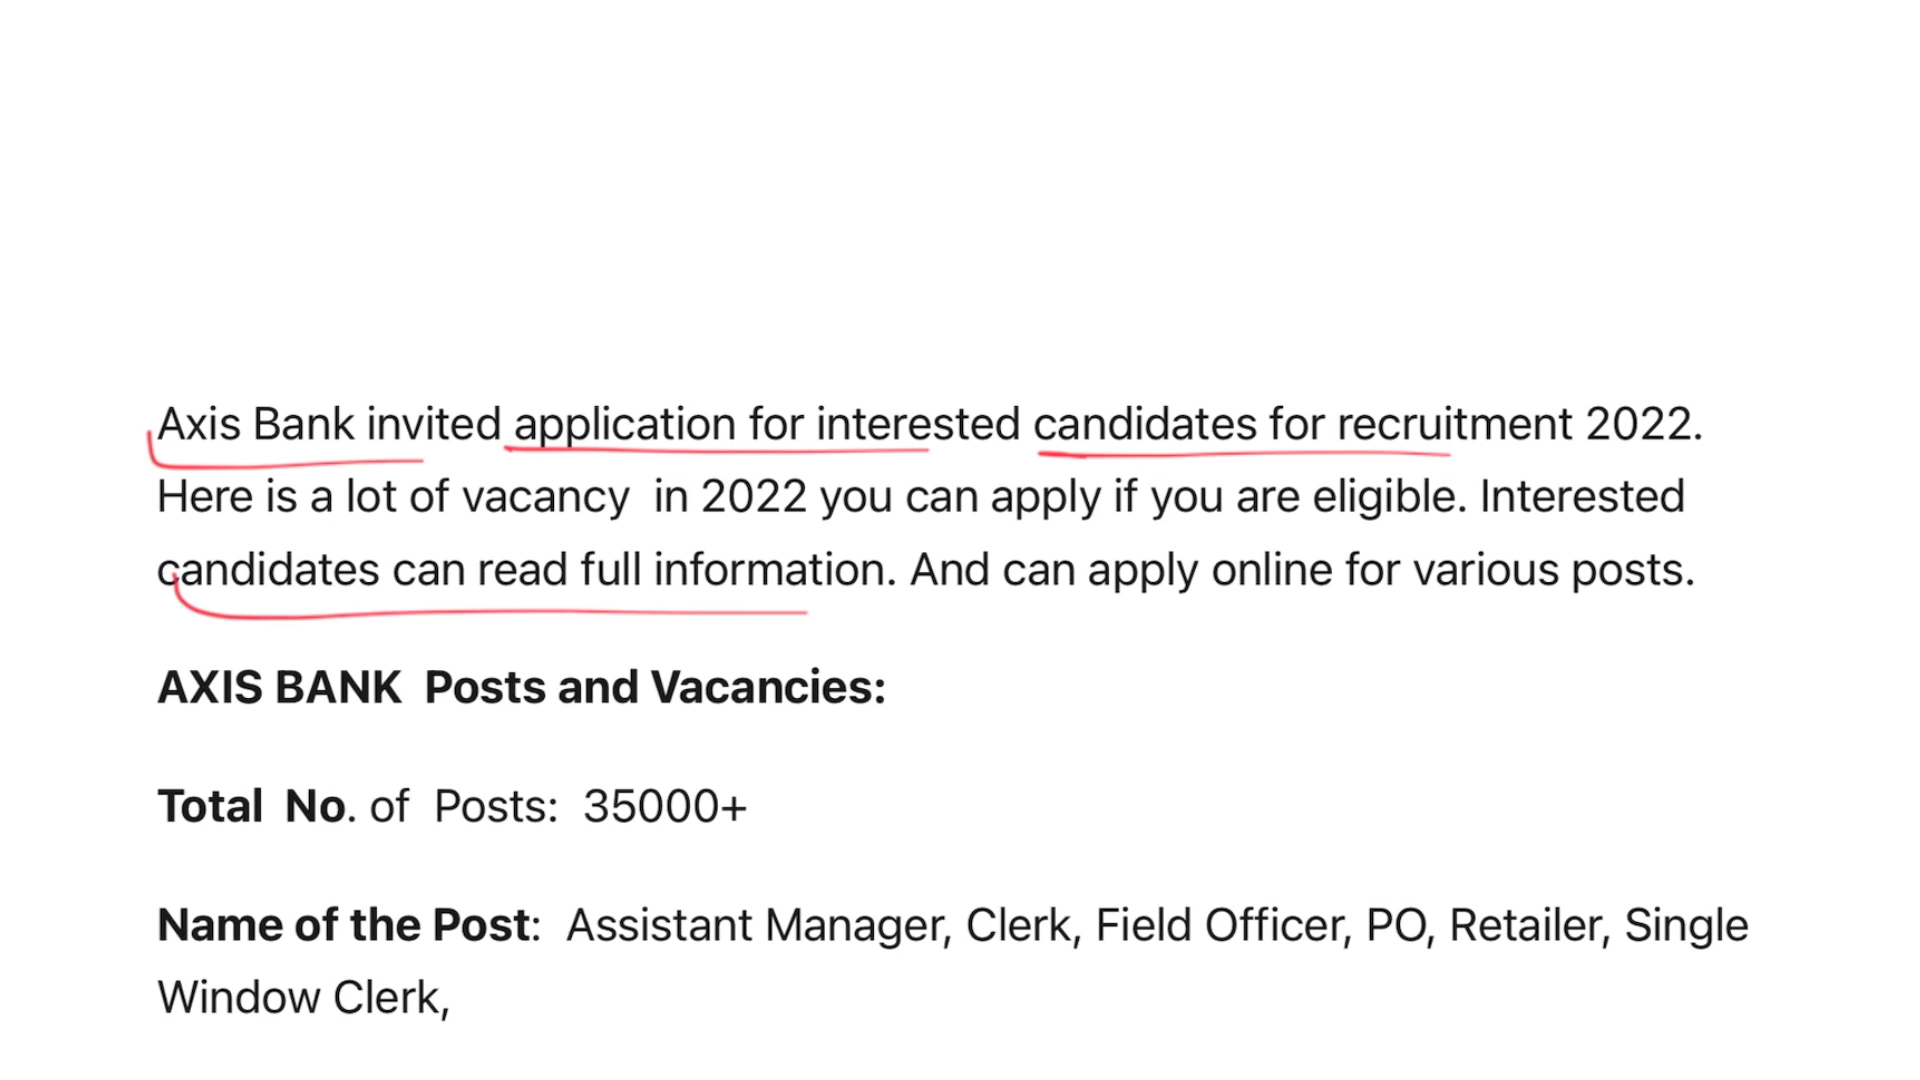 Axis Bank invited application for interested candidates for recruitment 2022.
Here is a lot of vacancy  in 2022 you can apply if you are eligible. Interested
candidates can read full information. And can apply online for various posts.
AXIS BANK  Posts and Vacancies:
Total  No. of  Posts:  35000+
Name of the Post:  Assistant Manager, Clerk, Field Officer, PO, Retailer, Single
Window Clerk,